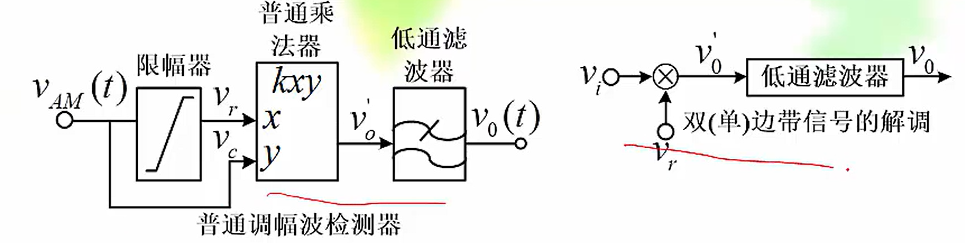 普通乘
法器
限幅器
低通滤
波器
v_AM(t)
v_r
v_c
kxy
x
y
v_o'
v_0(t)
普通调幅波检测器
v_i
v_0'
低通滤波器
v_0
v_r
双(单)边带信号的解调